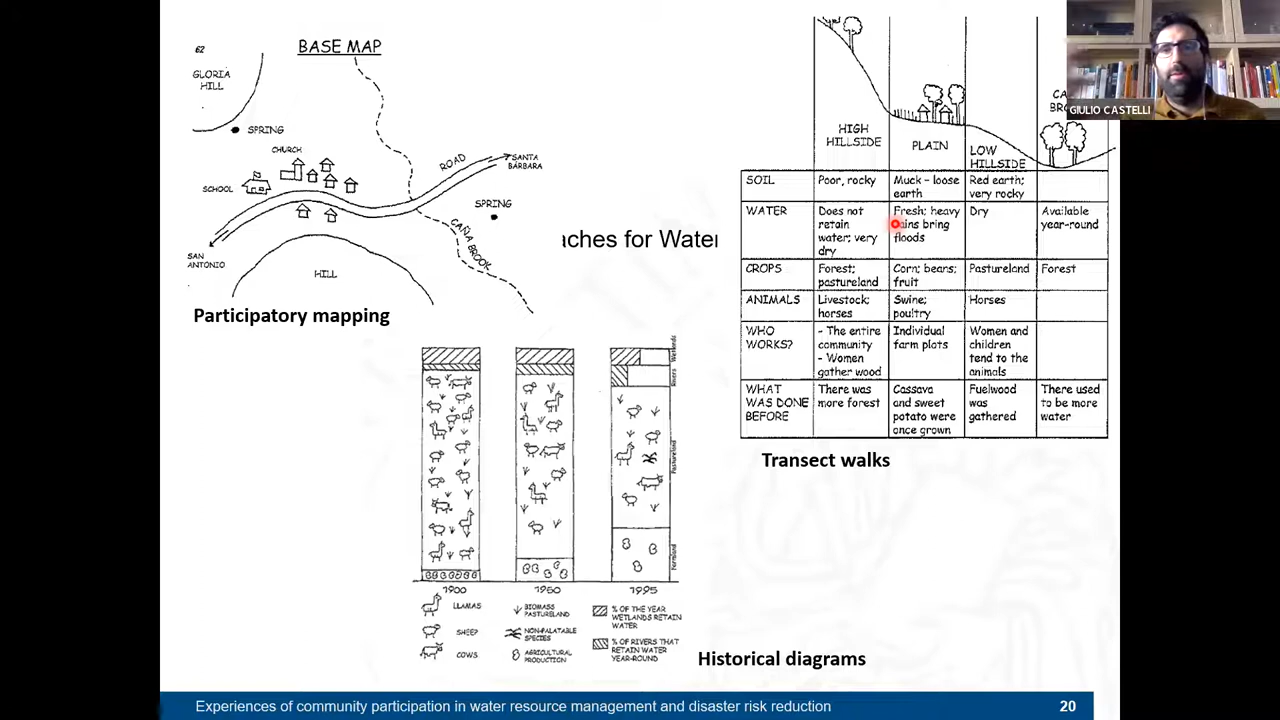 BASE MAP
62
GLORIA
HILL
SPRING
CHURCH
SCHOOL
ROAD
SANTA
BÁRBARA
SPRING
CAÑA BROOK
SAN
ANTONIO
HILL
Participatory mapping
aches for Water
HIGH
HILLSIDE
PLAIN
LOW
HILLSIDE
GIULIO CASTELLI
SOIL
Poor, rocky
Muck – loose
earth
Red earth;
very rocky
WATER
Does not
retain
water; very
dry
Fresh; heavy
rains bring
floods
Dry
Available
year-round
CROPS
Forest;
pastureland
Corn; beans;
fruit
Pastureland
Forest
ANIMALS
Livestock;
horses
Swine;
poultry
Horses
WHO
WORKS?
- The entire
community
- Women
gather wood
Individual
farm plots
Women and
children
tend to the
animals
WHAT
WAS DONE
BEFORE
There was
more forest
Cassava
and sweet
potato were
once grown
Fuelwood
was
gathered
There used
to be more
water
Transect walks
Wetlands
Rivers
Pastureland
Farmland
1900
1950
1995
LLAMAS
SHEEP
COWS
BIOMASS
PASTURELAND
NON-PALATABLE
SPECIES
AGRICULTURAL
PRODUCTION
% OF THE YEAR
WETLANDS RETAIN
WATER
% OF RIVERS THAT
RETAIN WATER
YEAR-ROUND
Historical diagrams
Experiences of community participation in water resource management and disaster risk reduction
20